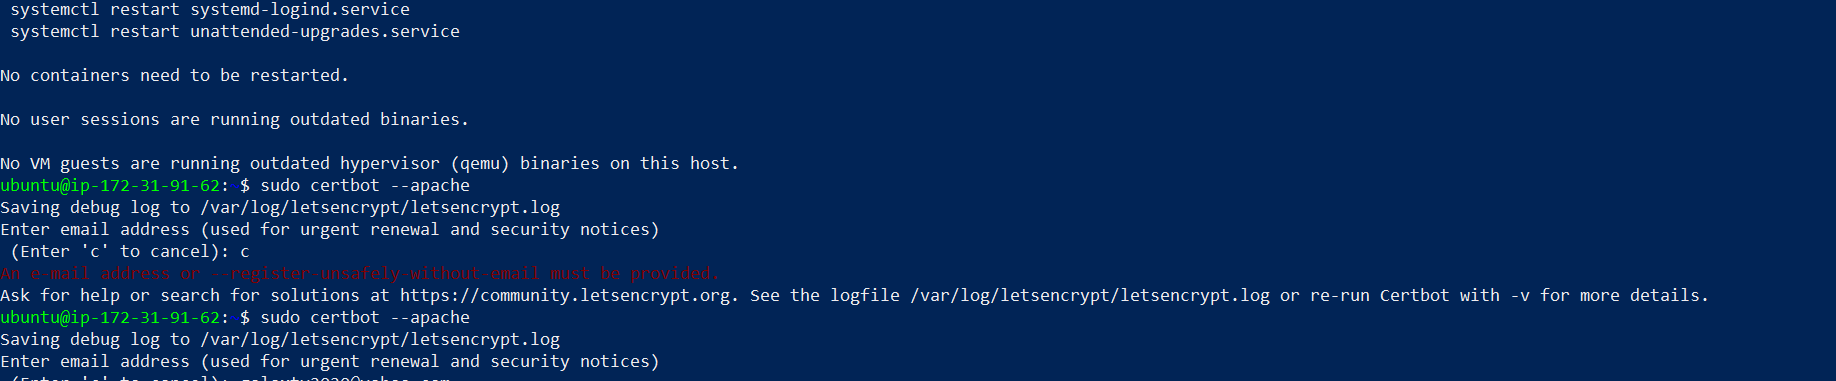 systemctl restart systemd-logind.service
systemctl restart unattended-upgrades.service
No containers need to be restarted.
No user sessions are running outdated binaries.
No VM guests are running outdated hypervisor (qemu) binaries on this host.
ubuntu@ip-172-31-91-62:~$ sudo certbot --apache
Saving debug log to /var/log/letsencrypt/letsencrypt.log
Enter email address (used for urgent renewal and security notices)
(Enter 'c' to cancel): c
An e-mail address or --register-unsafely-without-email must be provided.
Ask for help or search for solutions at https://community.letsencrypt.org. See the logfile /var/log/letsencrypt/letsencrypt.log or re-run Certbot with -v for more details.
ubuntu@ip-172-31-91-62:~$ sudo certbot --apache
Saving debug log to /var/log/letsencrypt/letsencrypt.log
Enter email address (used for urgent renewal and security notices)
(Enter 'c' to cancel):